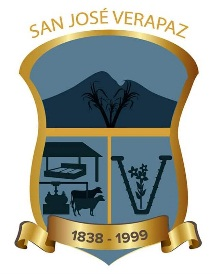 SAN JOSÉ VERAPAZ
V
1838 - 1999